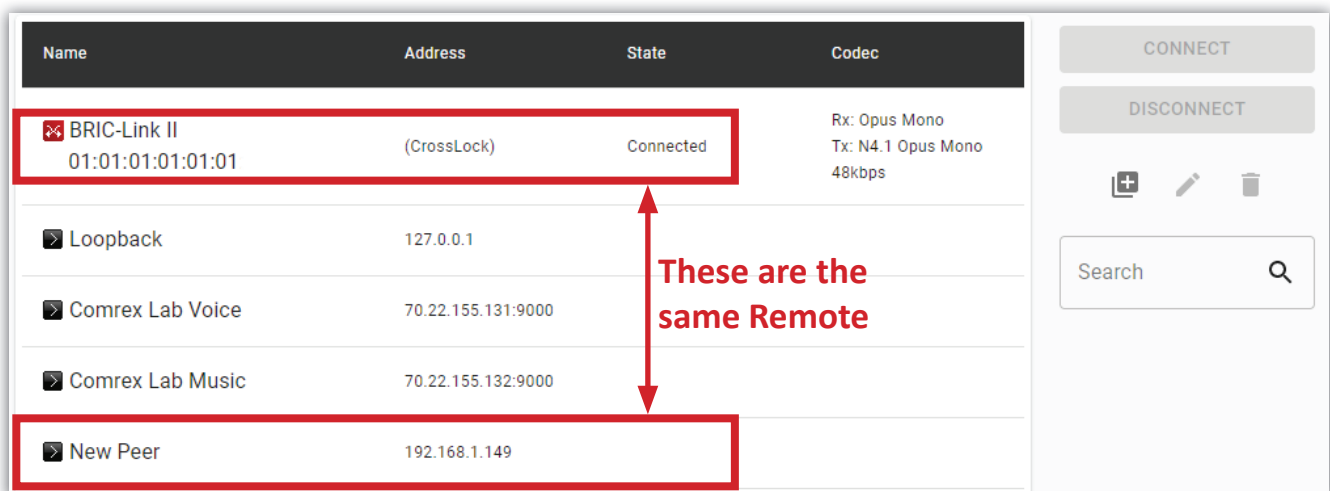 Name Address State Codec
BRIC-Link II
01:01:01:01:01:01
(CrossLock)
Connected
Rx: Opus Mono
Tx: N4.1 Opus Mono
48kbps
Loopback 127.0.0.1
Comrex Lab Voice 70.22.155.131:9000
Comrex Lab Music 70.22.155.132:9000
New Peer 192.168.1.149
These are the
same Remote
CONNECT
DISCONNECT
Search